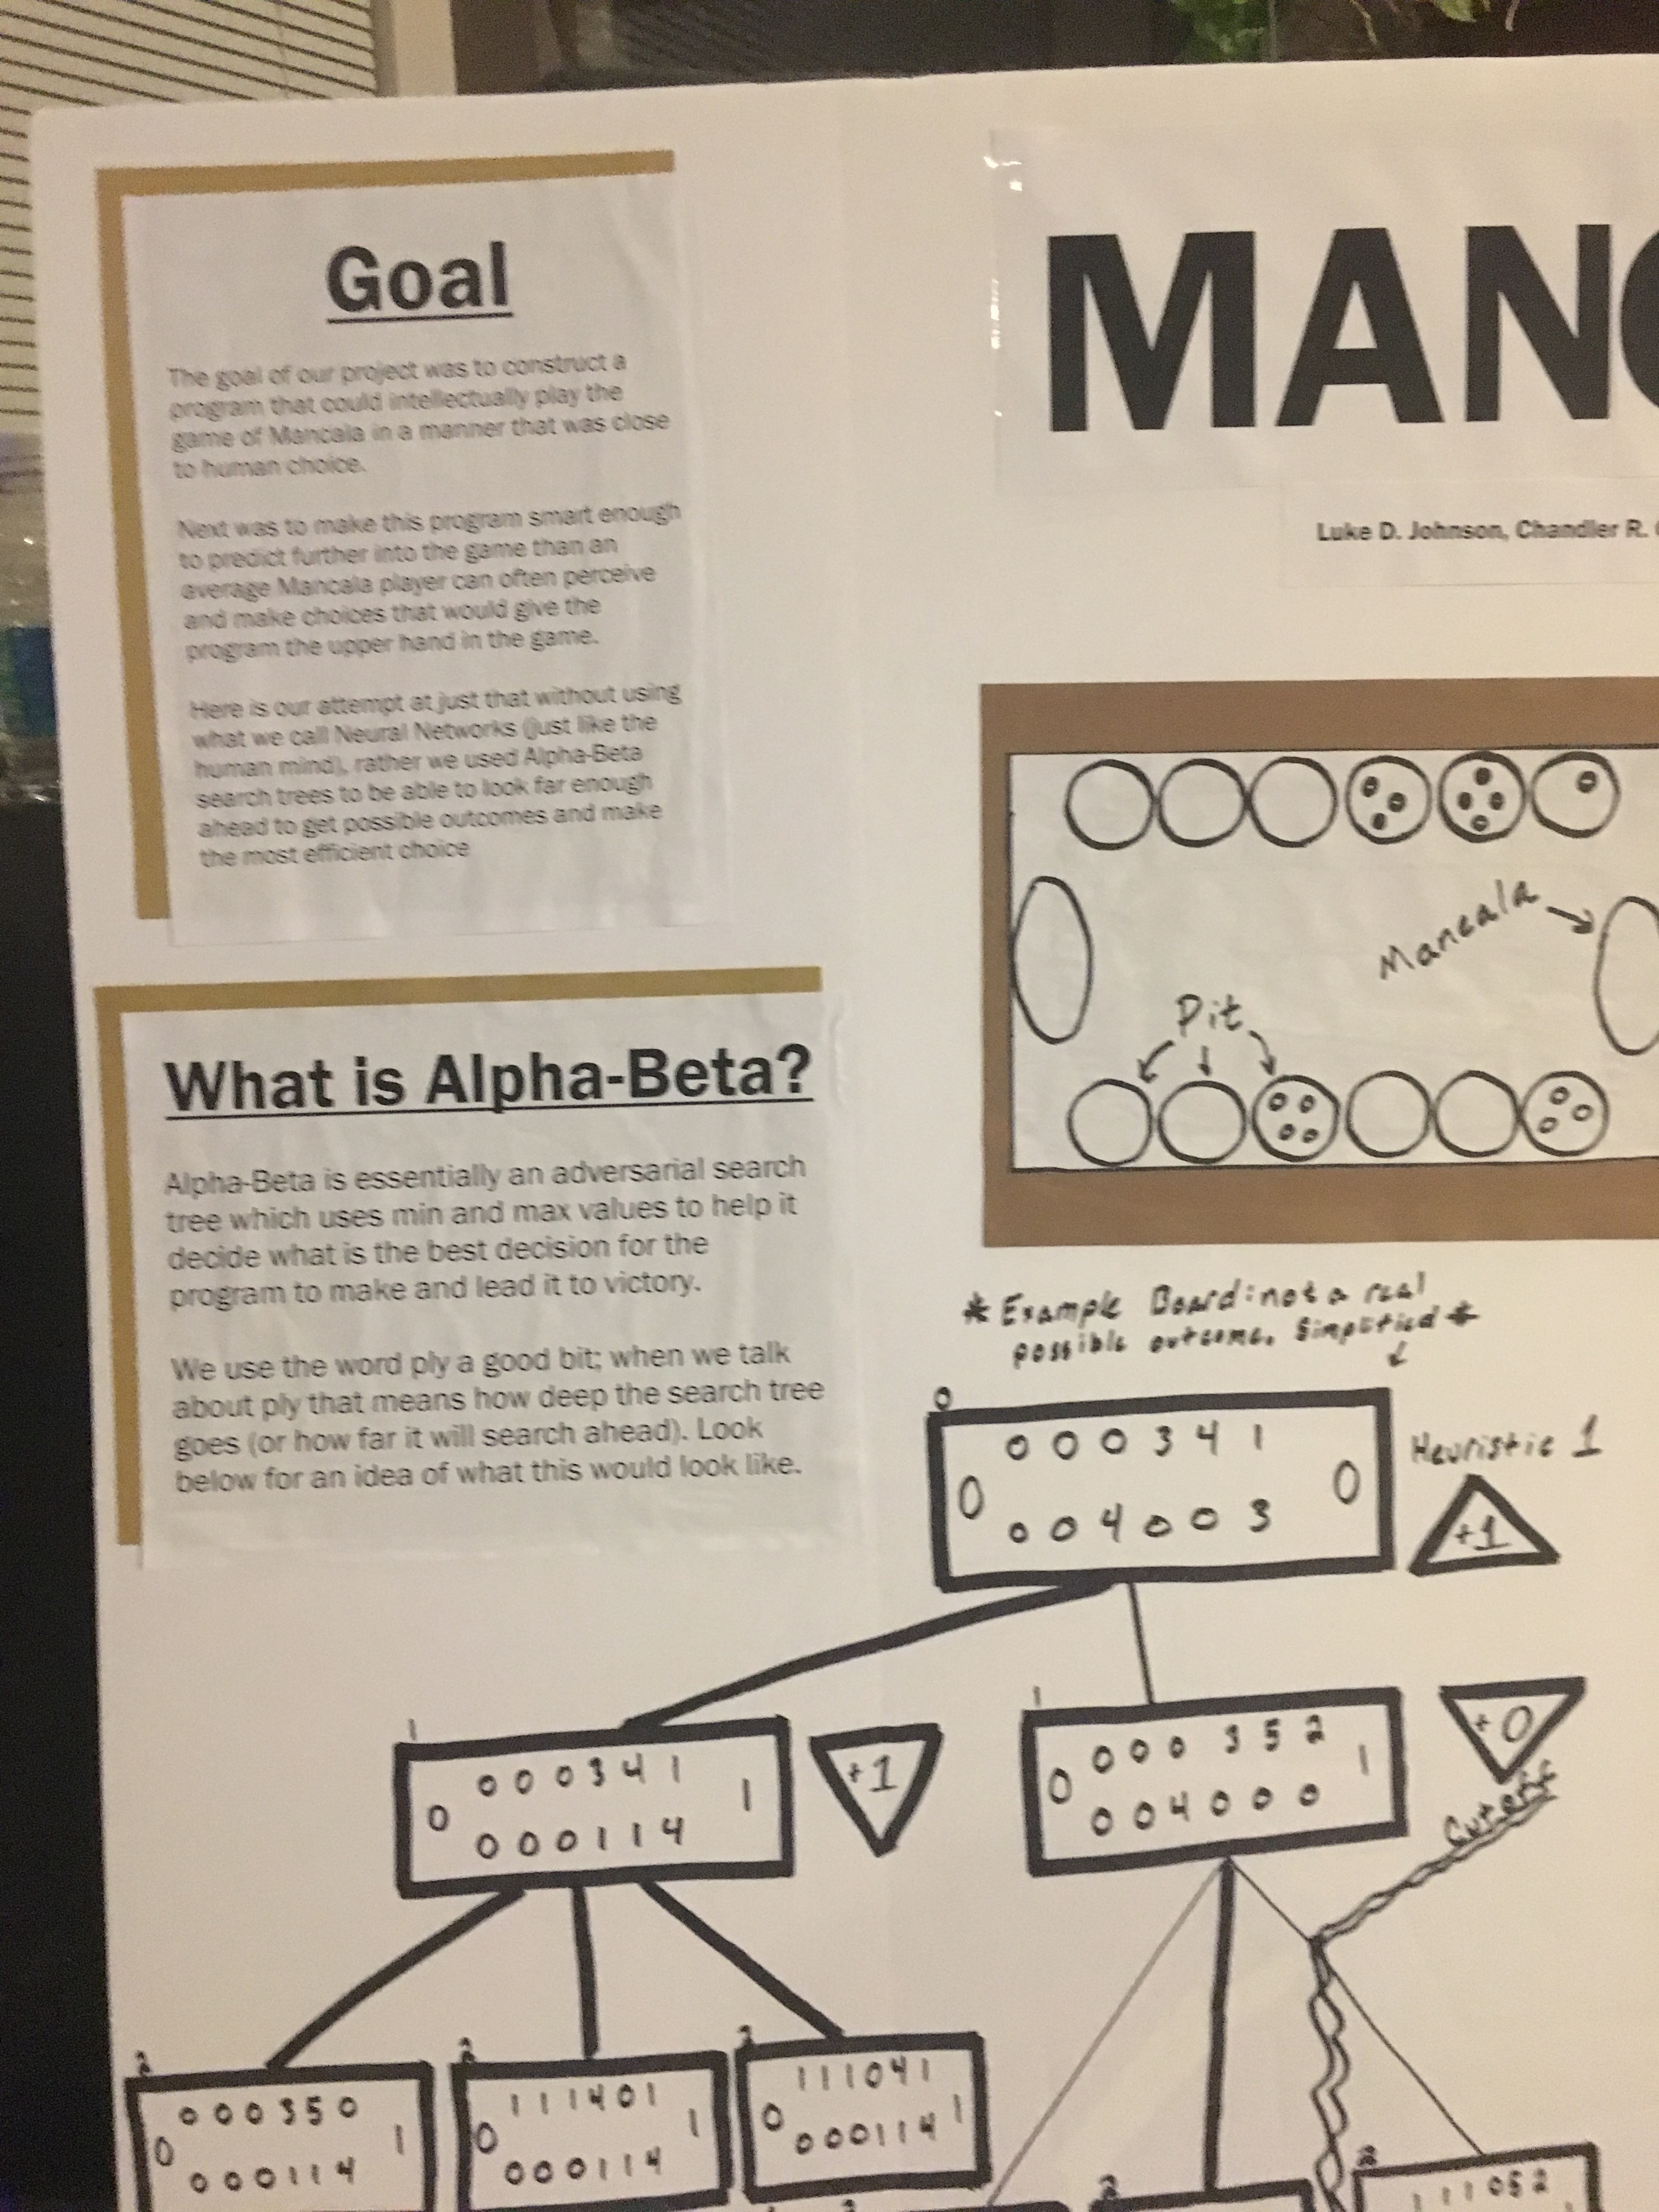 Goal
The goal of our project was to construct a
program that could intellectually play the
game of Mancala in a manner that was close
to human choice.
Next was to make this program smart enough
to predict further into the game than an
average Mancala player can often perceive
and make choices that would give the
program the upper hand in the game.
Here is our attempt at just that without using
what we call Neural Networks (just like the
human mind), rather we used Alpha-Beta
search trees to be able to look far enough
ahead to get possible outcomes and make
the most efficient choice
What is Alpha-Beta?
Alpha-Beta is essentially an adversarial search
tree which uses min and max values to help it
decide what is the best decision for the
program to make and lead it to victory.
We use the word ply a good bit; when we talk
about ply that means how deep the search tree
goes (or how far it will search ahead). Look
below for an idea of what this would look like.
MAN
Luke D. Johnson, Chandler R.
Mancala
Pit
* Example Board: not a real
possible outcome. Simplified *
0
0 0 0 3 4 1
0 0
0 0 4 0 0 3
Heuristic 1
+1
1
0 0 0 3 4 1
0 1
0 0 0 1 1 4
+1
1
0 0 0 3 5 2
0 1
0 0 4 0 0 0
+0
Cutoff
2
0 0 0 3 5 0
0 1
0 0 0 1 1 4
2
1 1 1 4 0 1
0 1
0 0 0 1 1 4
2
1 1 1 0 4 1
0 1
0 0 0 1 1 4
2
2
1 1 1 0 5 2